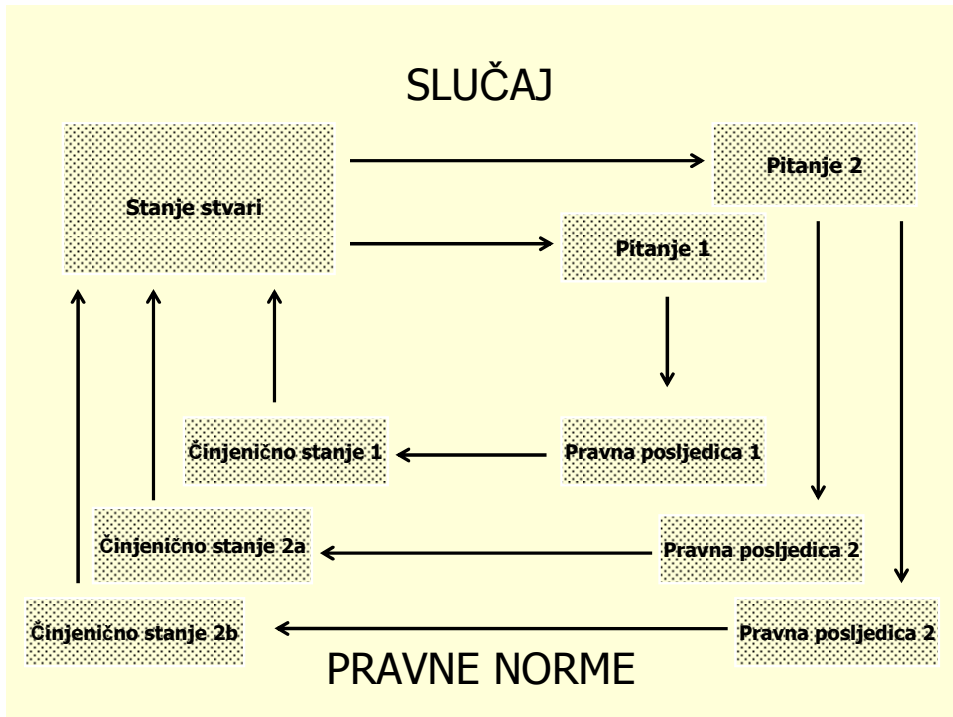 SLUČAJ
Pitanje 2
Stanje stvari
Pitanje 1
Činjenično stanje 1
Pravna posljedica 1
Činjenično stanje 2a
Pravna posljedica 2
Činjenično stanje 2b
Pravna posljedica 2
PRAVNE NORME